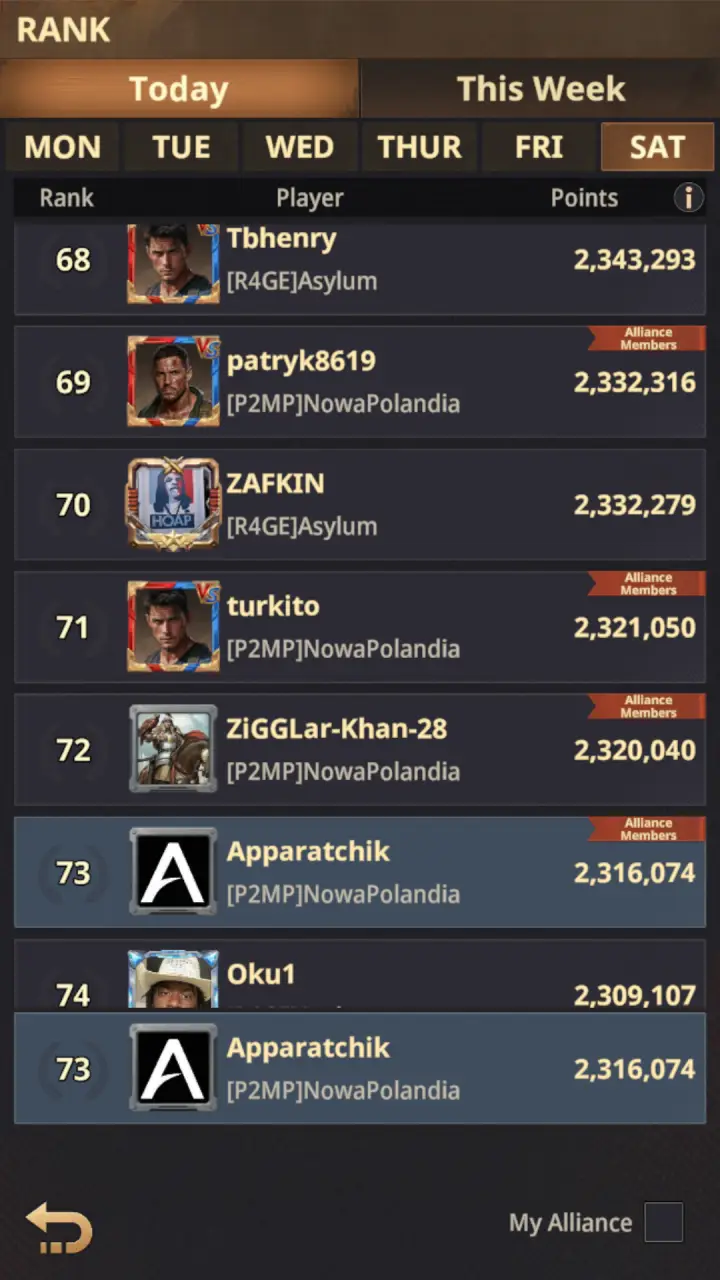 RANK
Today
This Week
MON TUE WED THUR FRI SAT
Rank Player Points i
68 Tbhenry 2,343,293
[R4GE]Asylum
Alliance Members
69 patryk8619 2,332,316
[P2MP]NowaPolandia
70 ZAFKIN 2,332,279
HOAP
[R4GE]Asylum
Alliance Members
71 turkito 2,321,050
[P2MP]NowaPolandia
Alliance Members
72 ZiGGLar-Khan-28 2,320,040
[P2MP]NowaPolandia
Alliance Members
73 Apparatchik 2,316,074
[P2MP]NowaPolandia
74 Oku1 2,309,107
73 Apparatchik 2,316,074
[P2MP]NowaPolandia
My Alliance